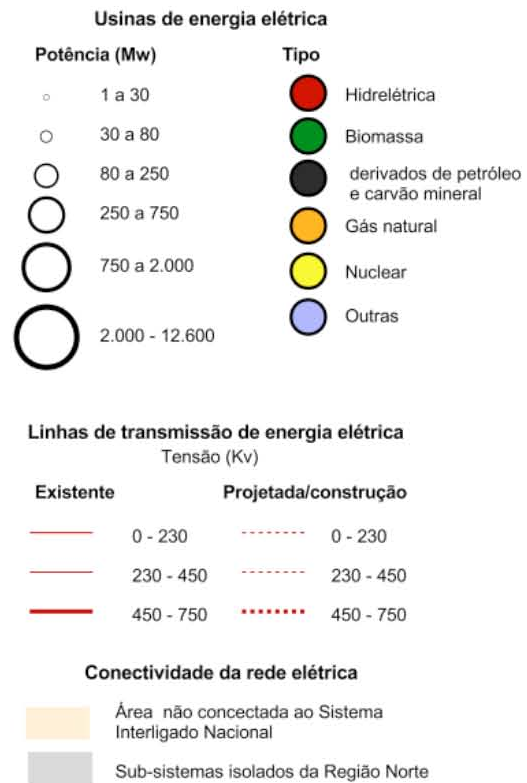 Usinas de energia elétrica
Potência (Mw)
1 a 30
30 a 80
80 a 250
250 a 750
750 a 2.000
2.000 - 12.600
Tipo
Hidrelétrica
Biomassa
derivados de petróleo
e carvão mineral
Gás natural
Nuclear
Outras
Linhas de transmissão de energia elétrica
Tensão (Kv)
Existente
0 - 230
230 - 450
450 - 750
Projetada/construção
0 - 230
230 - 450
450 - 750
Conectividade da rede elétrica
Área não concectada ao Sistema
Interligado Nacional
Sub-sistemas isolados da Região Norte